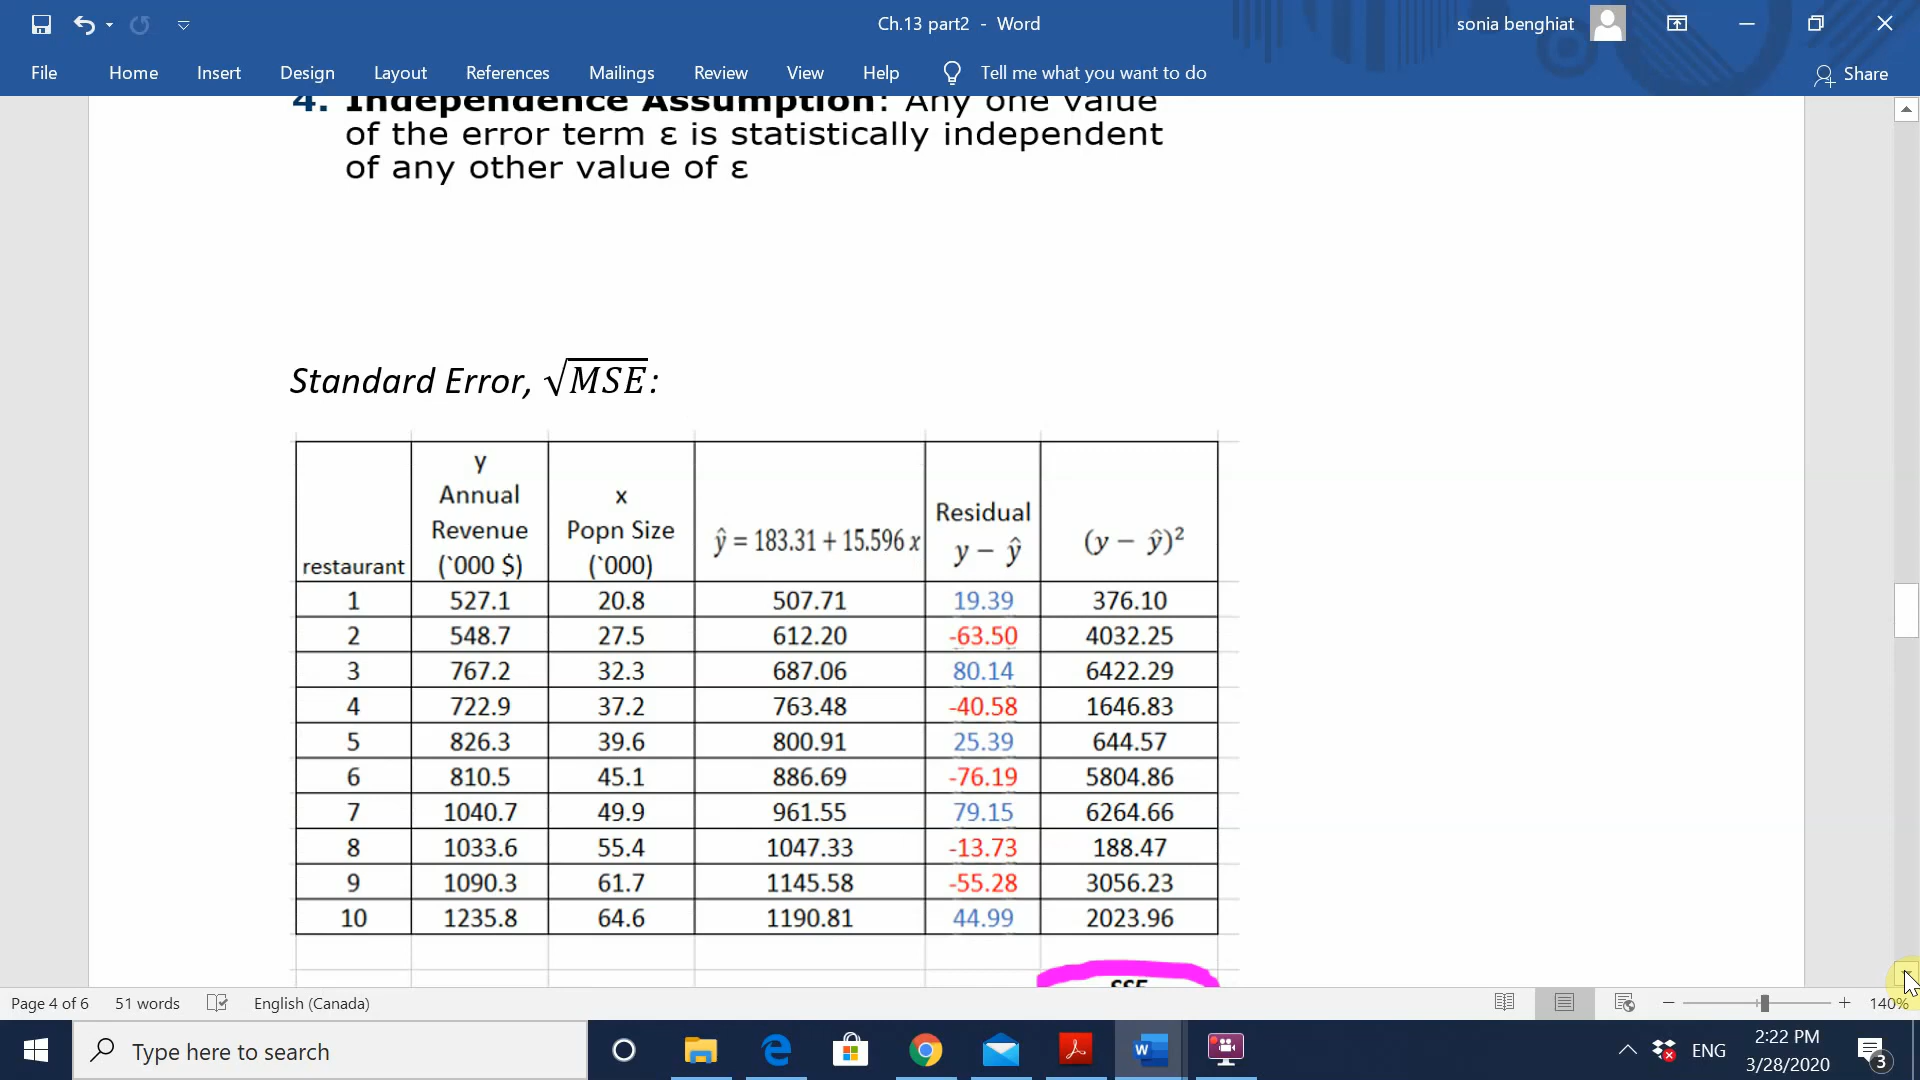 Ch.13 part2 - Word
sonia benghiat
File Home Insert Design Layout References Mailings Review View Help Tell me what you want to do Share
4. Independence Assumption: Any one value
of the error term ε is statistically independent
of any other value of ε
Standard Error, √MSE:
restaurant y Annual Revenue (`000 $) x Popn Size (`000) ŷ = 183.31 + 15.596 x Residual y − ŷ (y − ŷ)²
1 527.1 20.8 507.71 19.39 376.10
2 548.7 27.5 612.20 -63.50 4032.25
3 767.2 32.3 687.06 80.14 6422.29
4 722.9 37.2 763.48 -40.58 1646.83
5 826.3 39.6 800.91 25.39 644.57
6 810.5 45.1 886.69 -76.19 5804.86
7 1040.7 49.9 961.55 79.15 6264.66
8 1033.6 55.4 1047.33 -13.73 188.47
9 1090.3 61.7 1145.58 -55.28 3056.23
10 1235.8 64.6 1190.81 44.99 2023.96
SSE
Page 4 of 6 51 words English (Canada) 140%
Type here to search
ENG
2:22 PM
3/28/2020
3